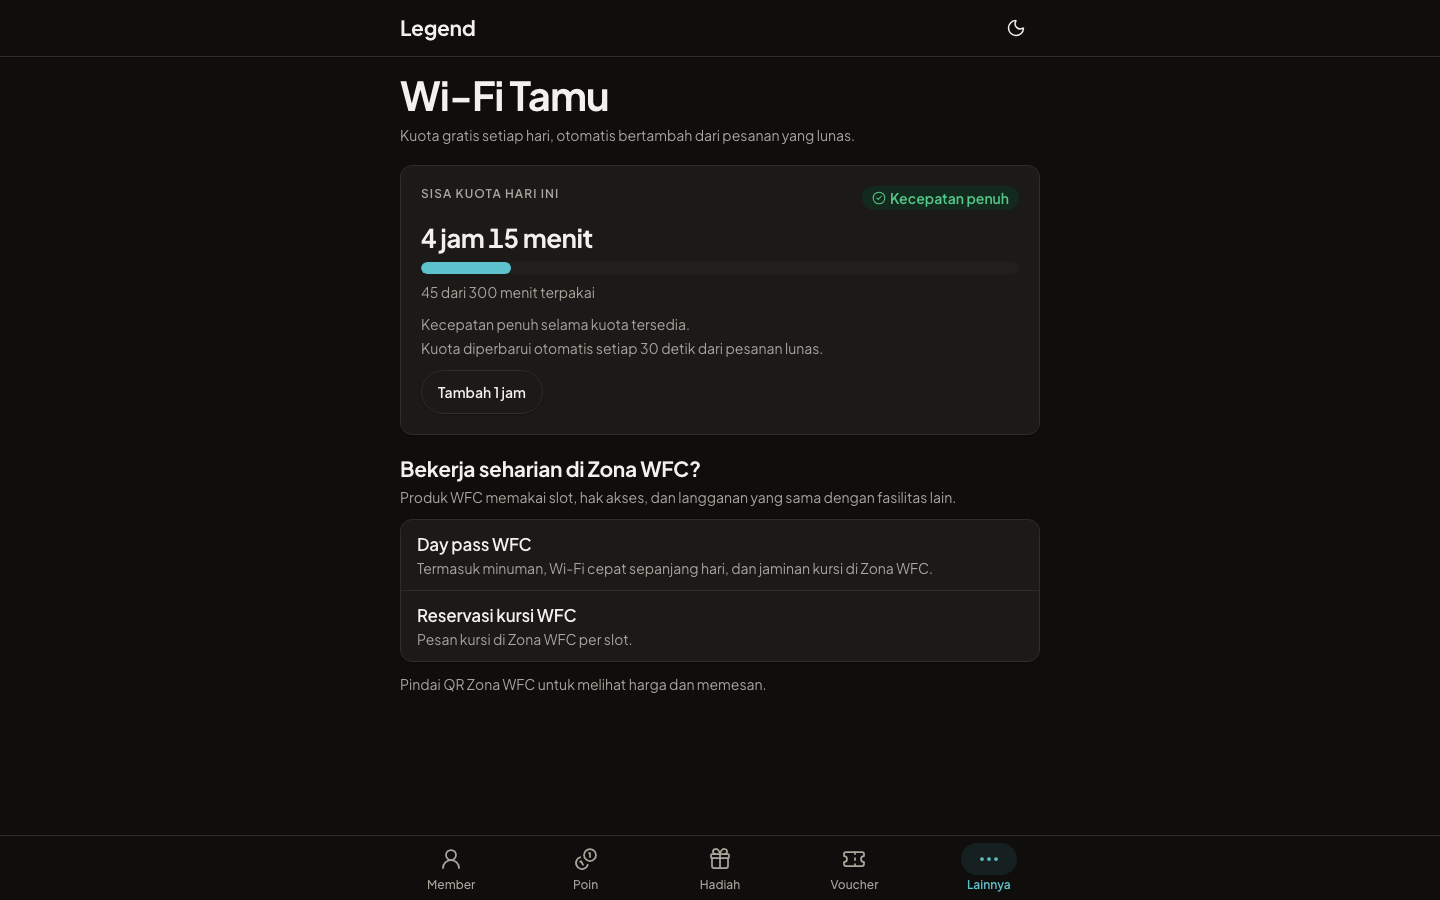 Legend
Wi-Fi Tamu
Kuota gratis setiap hari, otomatis bertambah dari pesanan yang lunas.
SISA KUOTA HARI INI
Kecepatan penuh
4 jam 15 menit
45 dari 300 menit terpakai
Kecepatan penuh selama kuota tersedia.
Kuota diperbarui otomatis setiap 30 detik dari pesanan lunas.
Tambah 1 jam
Bekerja seharian di Zona WFC?
Produk WFC memakai slot, hak akses, dan langganan yang sama dengan fasilitas lain.
Day pass WFC
Termasuk minuman, Wi-Fi cepat sepanjang hari, dan jaminan kursi di Zona WFC.
Reservasi kursi WFC
Pesan kursi di Zona WFC per slot.
Pindai QR Zona WFC untuk melihat harga dan memesan.
Member
Poin
Hadiah
Voucher
Lainnya